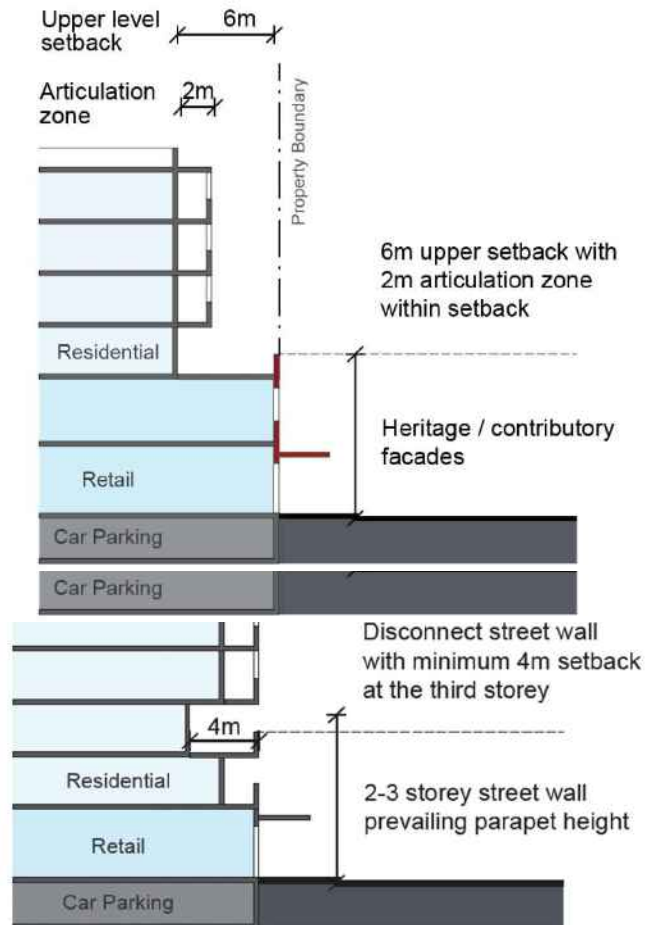 Upper level
setback
6m
Articulation
zone
2m
Property Boundary
6m upper setback with
2m articulation zone
within setback
Residential
Heritage / contributory
facades
Retail
Car Parking
Car Parking
Disconnect street wall
with minimum 4m setback
at the third storey
4m
Residential
2-3 storey street wall
prevailing parapet height
Retail
Car Parking